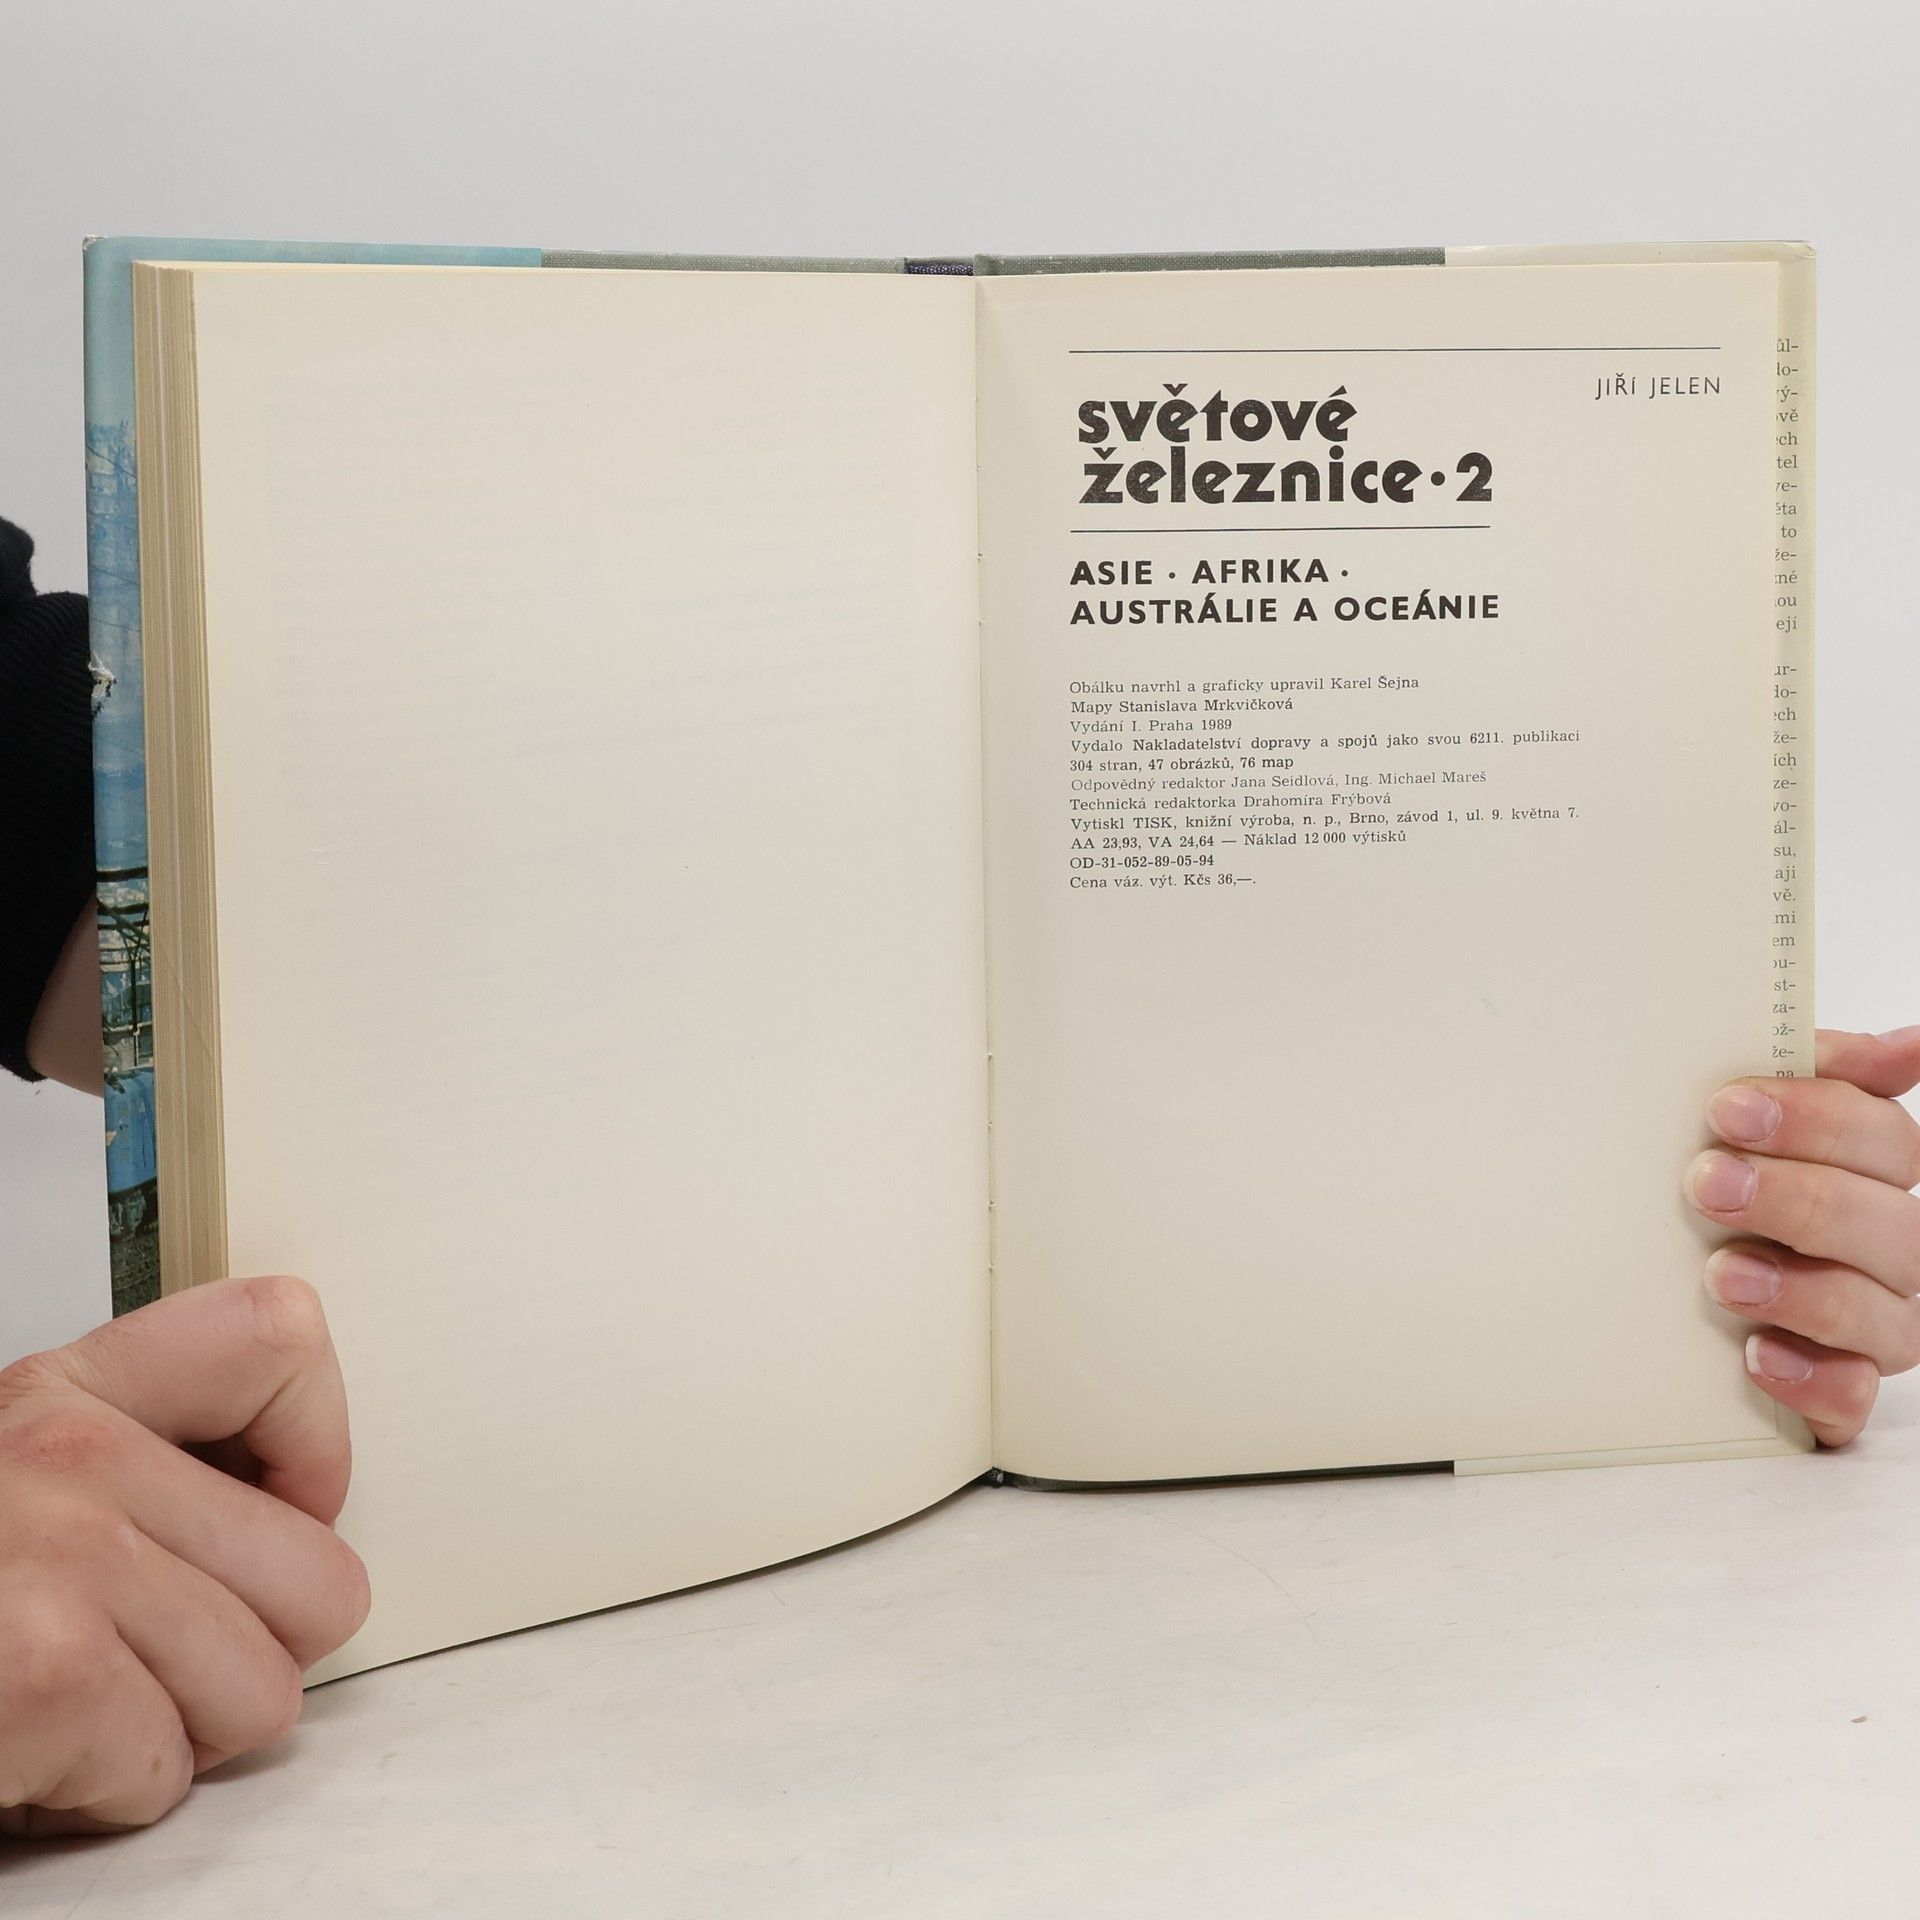 JIŘÍ JELEN
světové
železnice·2
ASIE · AFRIKA ·
AUSTRÁLIE A OCEÁNIE
Obálku navrhl a graficky upravil Karel Šejna
Mapy Stanislava Mrkvičková
Vydání I. Praha 1989
Vydalo Nakladatelství dopravy a spojů jako svou 6211. publikaci
304 stran, 47 obrázků, 76 map
Odpovědný redaktor Jana Seidlová, Ing. Michael Mareš
Technická redaktorka Drahomíra Frýbová
Vytiskl TISK, knižní výroba, n. p., Brno, závod 1, ul. 9. května 7.
AA 23,93, VA 24,64 — Náklad 12 000 výtisků
OD-31-052-89-05-94
Cena váz. výt. Kčs 36,—.